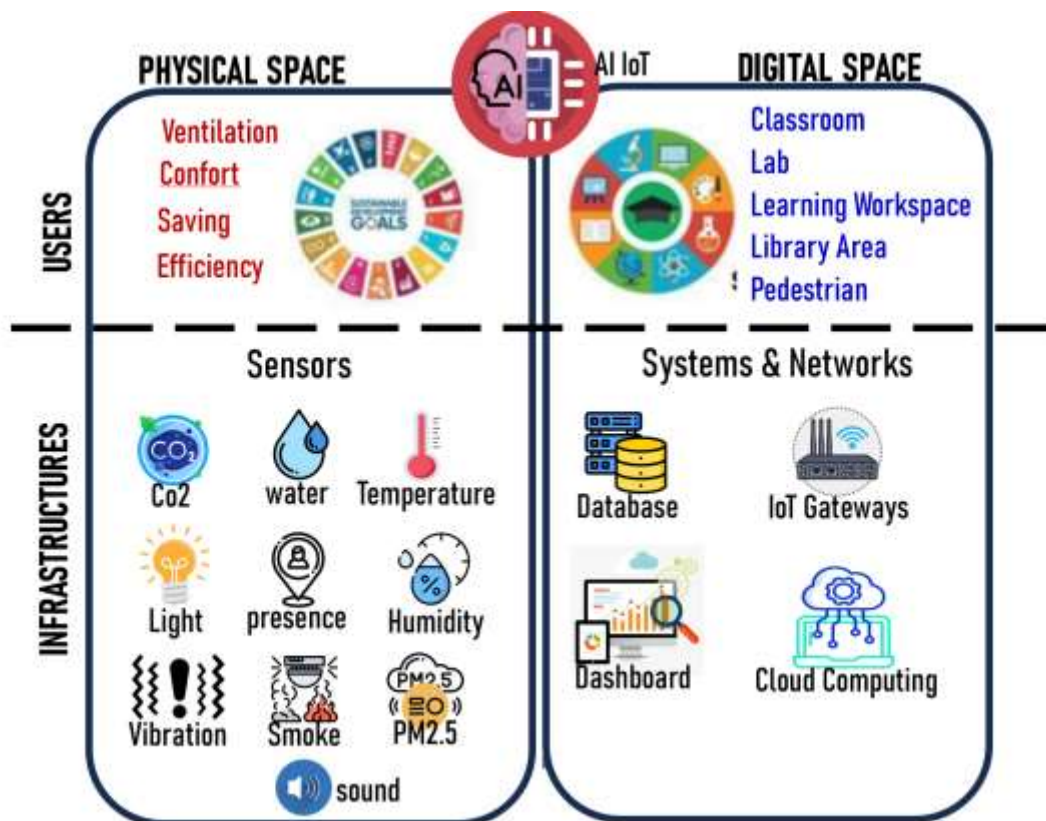 PHYSICAL SPACE
AI IoT
DIGITAL SPACE
AI
USERS
Ventilation
Confort
Saving
Efficiency
GOALS
Classroom
Lab
Learning Workspace
Library Area
Pedestrian
INFRASTRUCTURES
Sensors
CO2
Co2
water
Temperature
Light
presence
%
Humidity
Vibration
Smoke
PM2.5
PM2.5
sound
Systems & Networks
Database
IoT Gateways
Dashboard
Cloud Computing